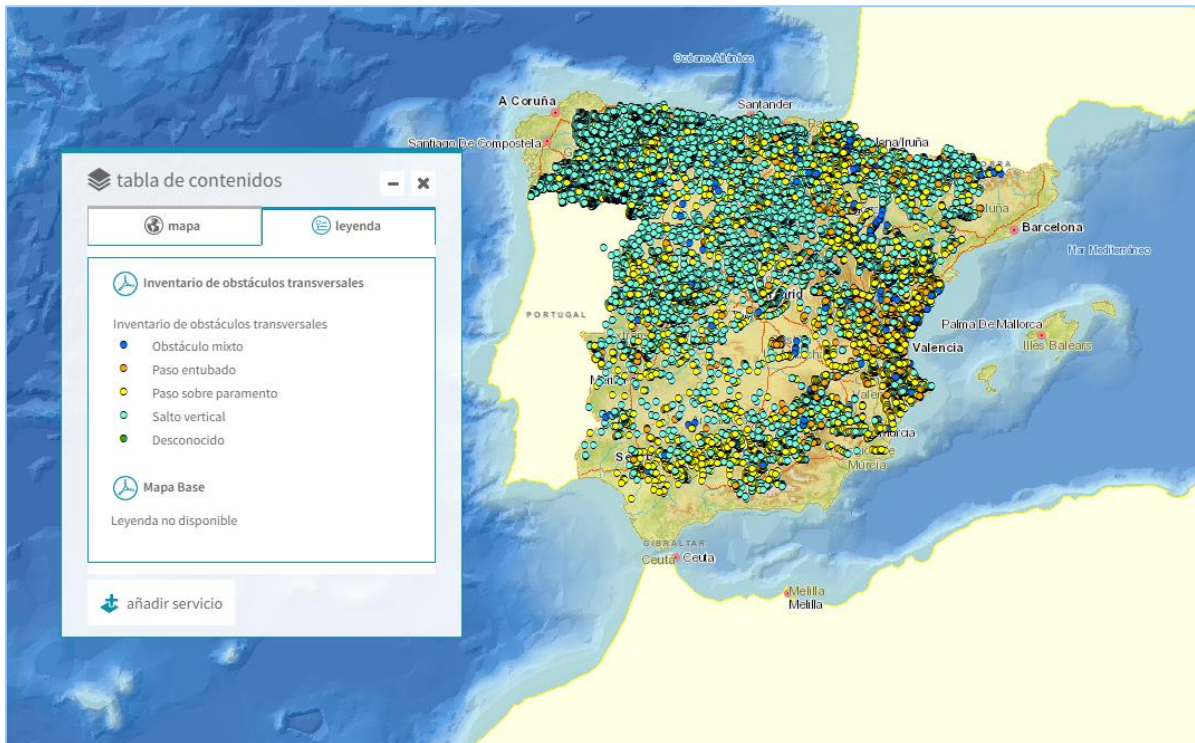 Océano Atlántico
A Coruña
Santander
Santiago De Compostela
tabla de contenidos
mapa
leyenda
Barcelona
Mar Mediterráneo
Inventario de obstáculos transversales
PORTUGAL
Inventario de obstáculos transversales
Palma De Mallorca
Obstáculo mixto
Illes Balears
Valencia
Paso entubado
Paso sobre paramento
Salto vertical
Desconocido
Murcia
Mapa Base
Leyenda no disponible
GIBRALTAR
Ceuta
Ceuta
Melilla
Melilla
añadir servicio